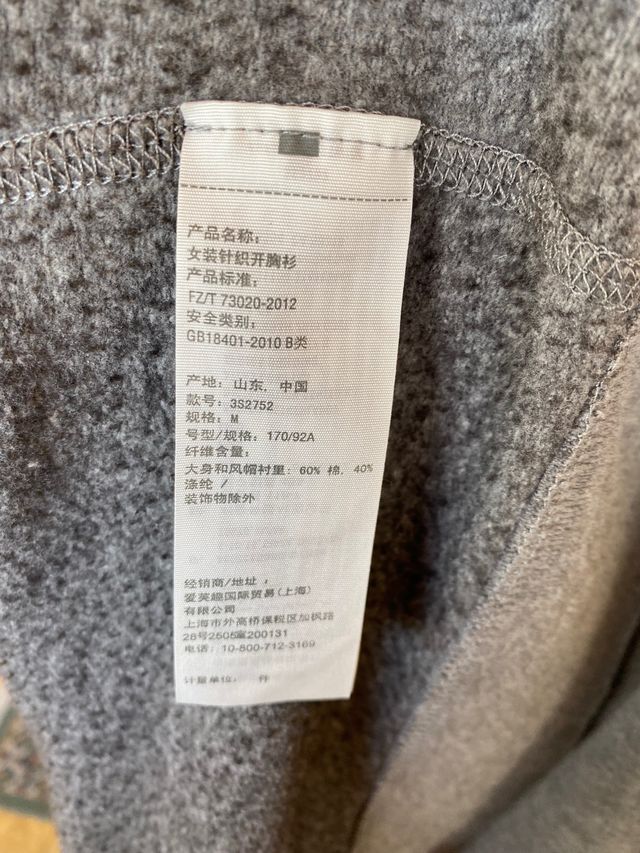 产品名称：
女装针织开胸衫
产品标准：
FZ/T 73020-2012
安全类别：
GB18401-2010 B类
产地：山东，中国
款号：3S2752
规格：M
号型/规格：170/92A
纤维含量：
大身和风帽衬里：60% 棉，40%
涤纶 /
装饰物除外
经销商/地址：
爱英趣国际贸易(上海)
有限公司
上海市外高桥保税区加枫路
28号2505室200131
电话：10-800-712-3169
计量单位： 件